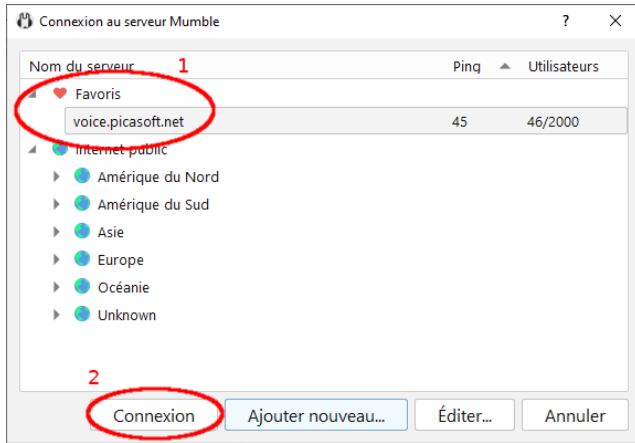 Connexion au serveur Mumble ? ×
Nom du serveur 1 Ping Utilisateurs
Favoris
voice.picasoft.net 45 46/2000
Internet public
Amérique du Nord
Amérique du Sud
Asie
Europe
Océanie
Unknown
2
Connexion Ajouter nouveau... Éditer... Annuler